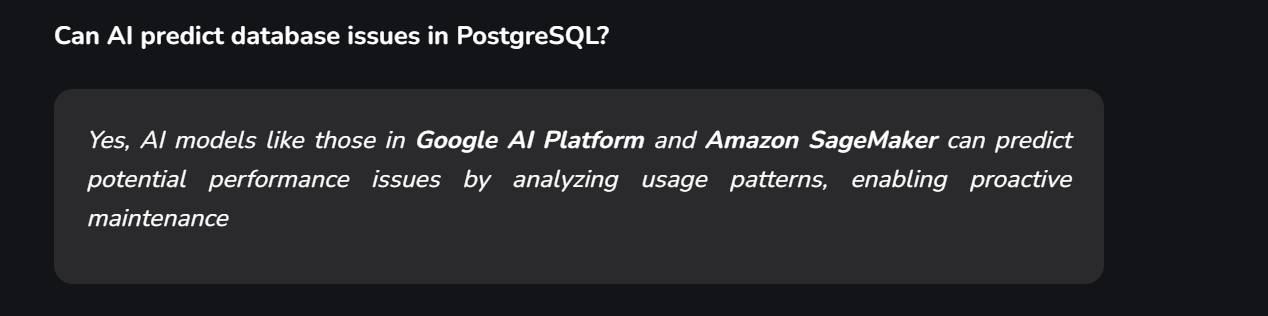 Can AI predict database issues in PostgreSQL?
Yes, AI models like those in Google AI Platform and Amazon SageMaker can predict
potential performance issues by analyzing usage patterns, enabling proactive
maintenance